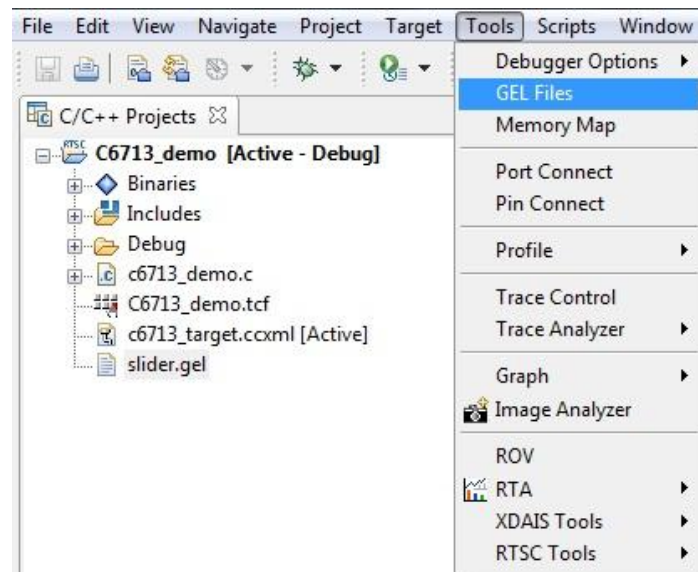 File Edit View Navigate Project Target Tools Scripts Window
C/C++ Projects
RTSC
C6713_demo [Active - Debug]
Binaries
Includes
Debug
.c c6713_demo.c
C6713_demo.tcf
c6713_target.ccxml [Active]
slider.gel
Debugger Options
GEL Files
Memory Map
Port Connect
Pin Connect
Profile
Trace Control
Trace Analyzer
Graph
Image Analyzer
ROV
RTA
XDAIS Tools
RTSC Tools